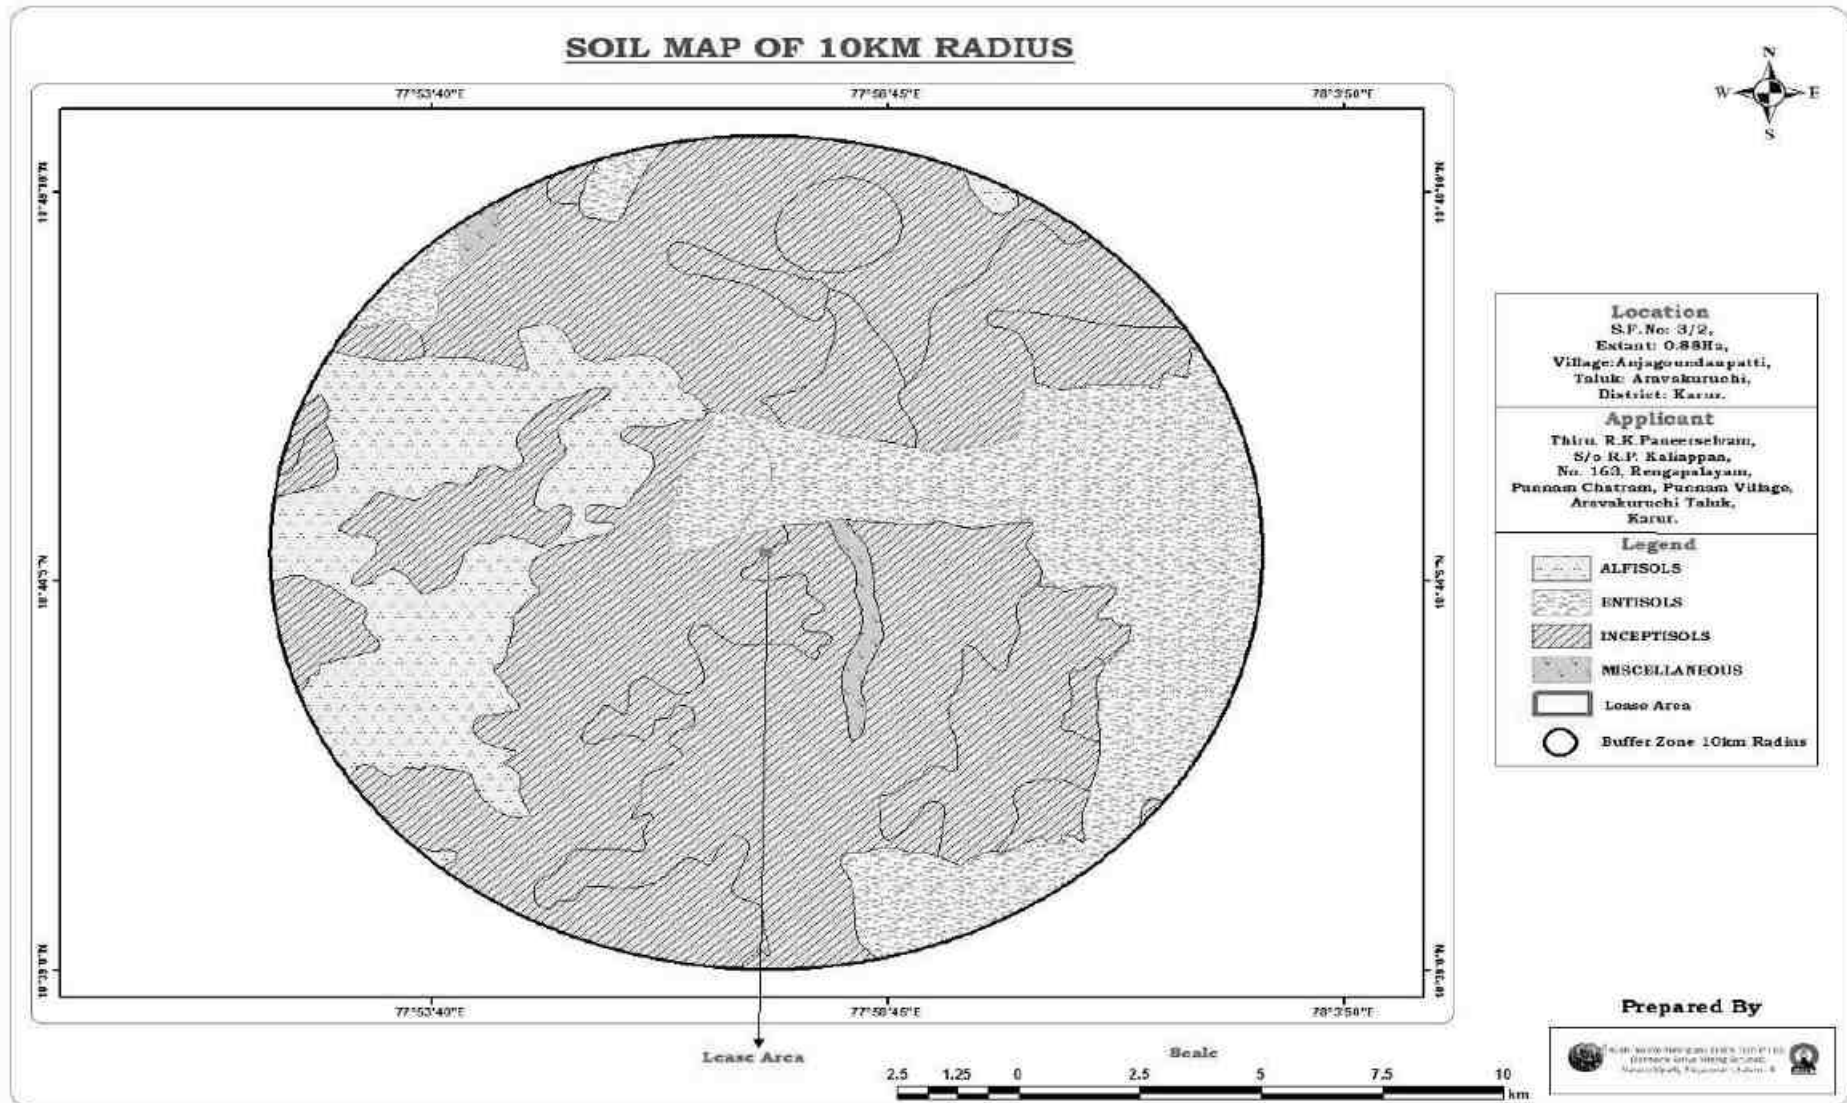 SOIL MAP OF 10KM RADIUS
N
W E
S
77°53'40"E 77°58'45"E 78°3'50"E
Location
S.F.No: 3/2,
Extant: 0.88Ha,
Village:Anjagoundanpatti,
Taluk: Aravakuruchi,
District: Karur.
Applicant
Thiru. R.K.Paneerselvam,
S/o R.P. Kaliappan,
No. 163, Rengapalayam,
Punnam Chatram, Punnam Village,
Aravakuruchi Taluk,
Karur.
Legend
ALFISOLS
ENTISOLS
INCEPTISOLS
MISCELLANEOUS
Lease Area
Buffer Zone 10km Radius
77°53'40"E 77°58'45"E 78°3'50"E
Lease Area
Scale
2.5 1.25 0 2.5 5 7.5 10
km
Prepared By